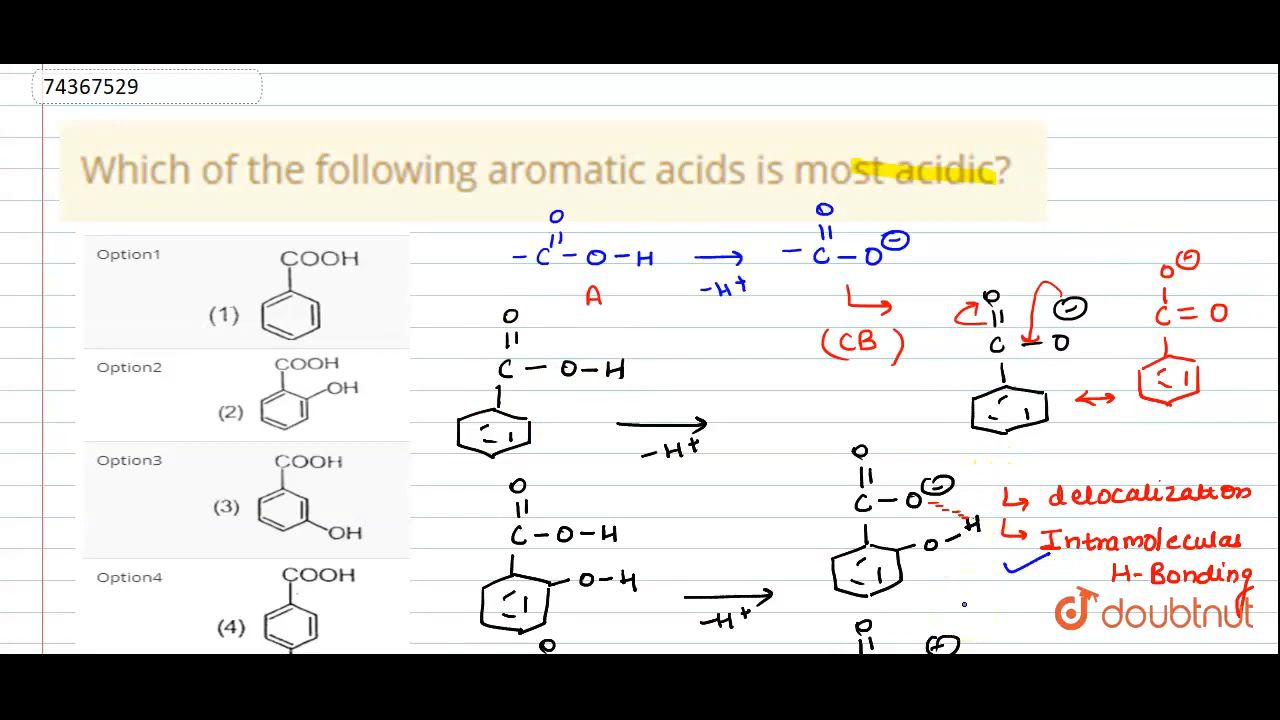 74367529
Which of the following aromatic acids is most acidic?
Option1
COOH
(1)
Option2
COOH
OH
(2)
Option3
COOH
(3)
OH
Option4
COOH
(4)
O
- C - O - H
A
-H+
O
- C - O ⊖
(CB)
O
C - O - H
-H+
O ⊖
C - O
O ⊖
C = O
O
C - O - H
O - H
-H+
O
C - O ⊖
H
O
delocalization
Intramolecular
H-Bonding
doubtnut
O
O
⊖